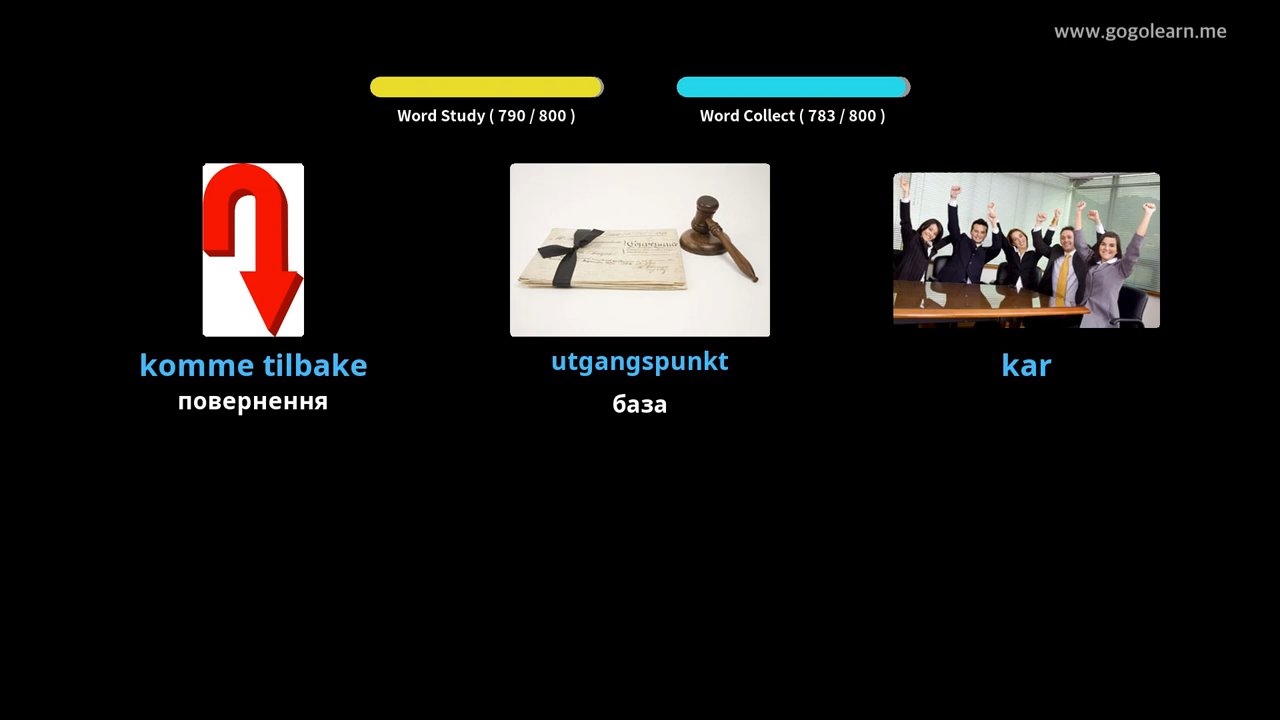 www.gogolearn.me
Word Study ( 790 / 800 )
Word Collect ( 783 / 800 )
komme tilbake
повернення
utgangspunkt
база
kar